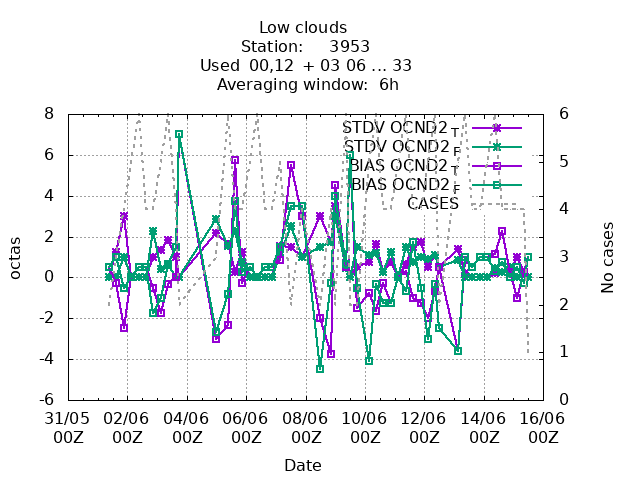 Low clouds
Station: 3953
Used 00,12 + 03 06 ... 33
Averaging window: 6h
8
6
4
2
0
-2
-4
-6
6
5
4
3
2
1
0
octas
No cases
STDV OCND2 T
STDV OCND2 F
BIAS OCND2 T
BIAS OCND2 F
CASES
31/05 02/06 04/06 06/06 08/06 10/06 12/06 14/06 16/06
00Z 00Z 00Z 00Z 00Z 00Z 00Z 00Z 00Z
Date